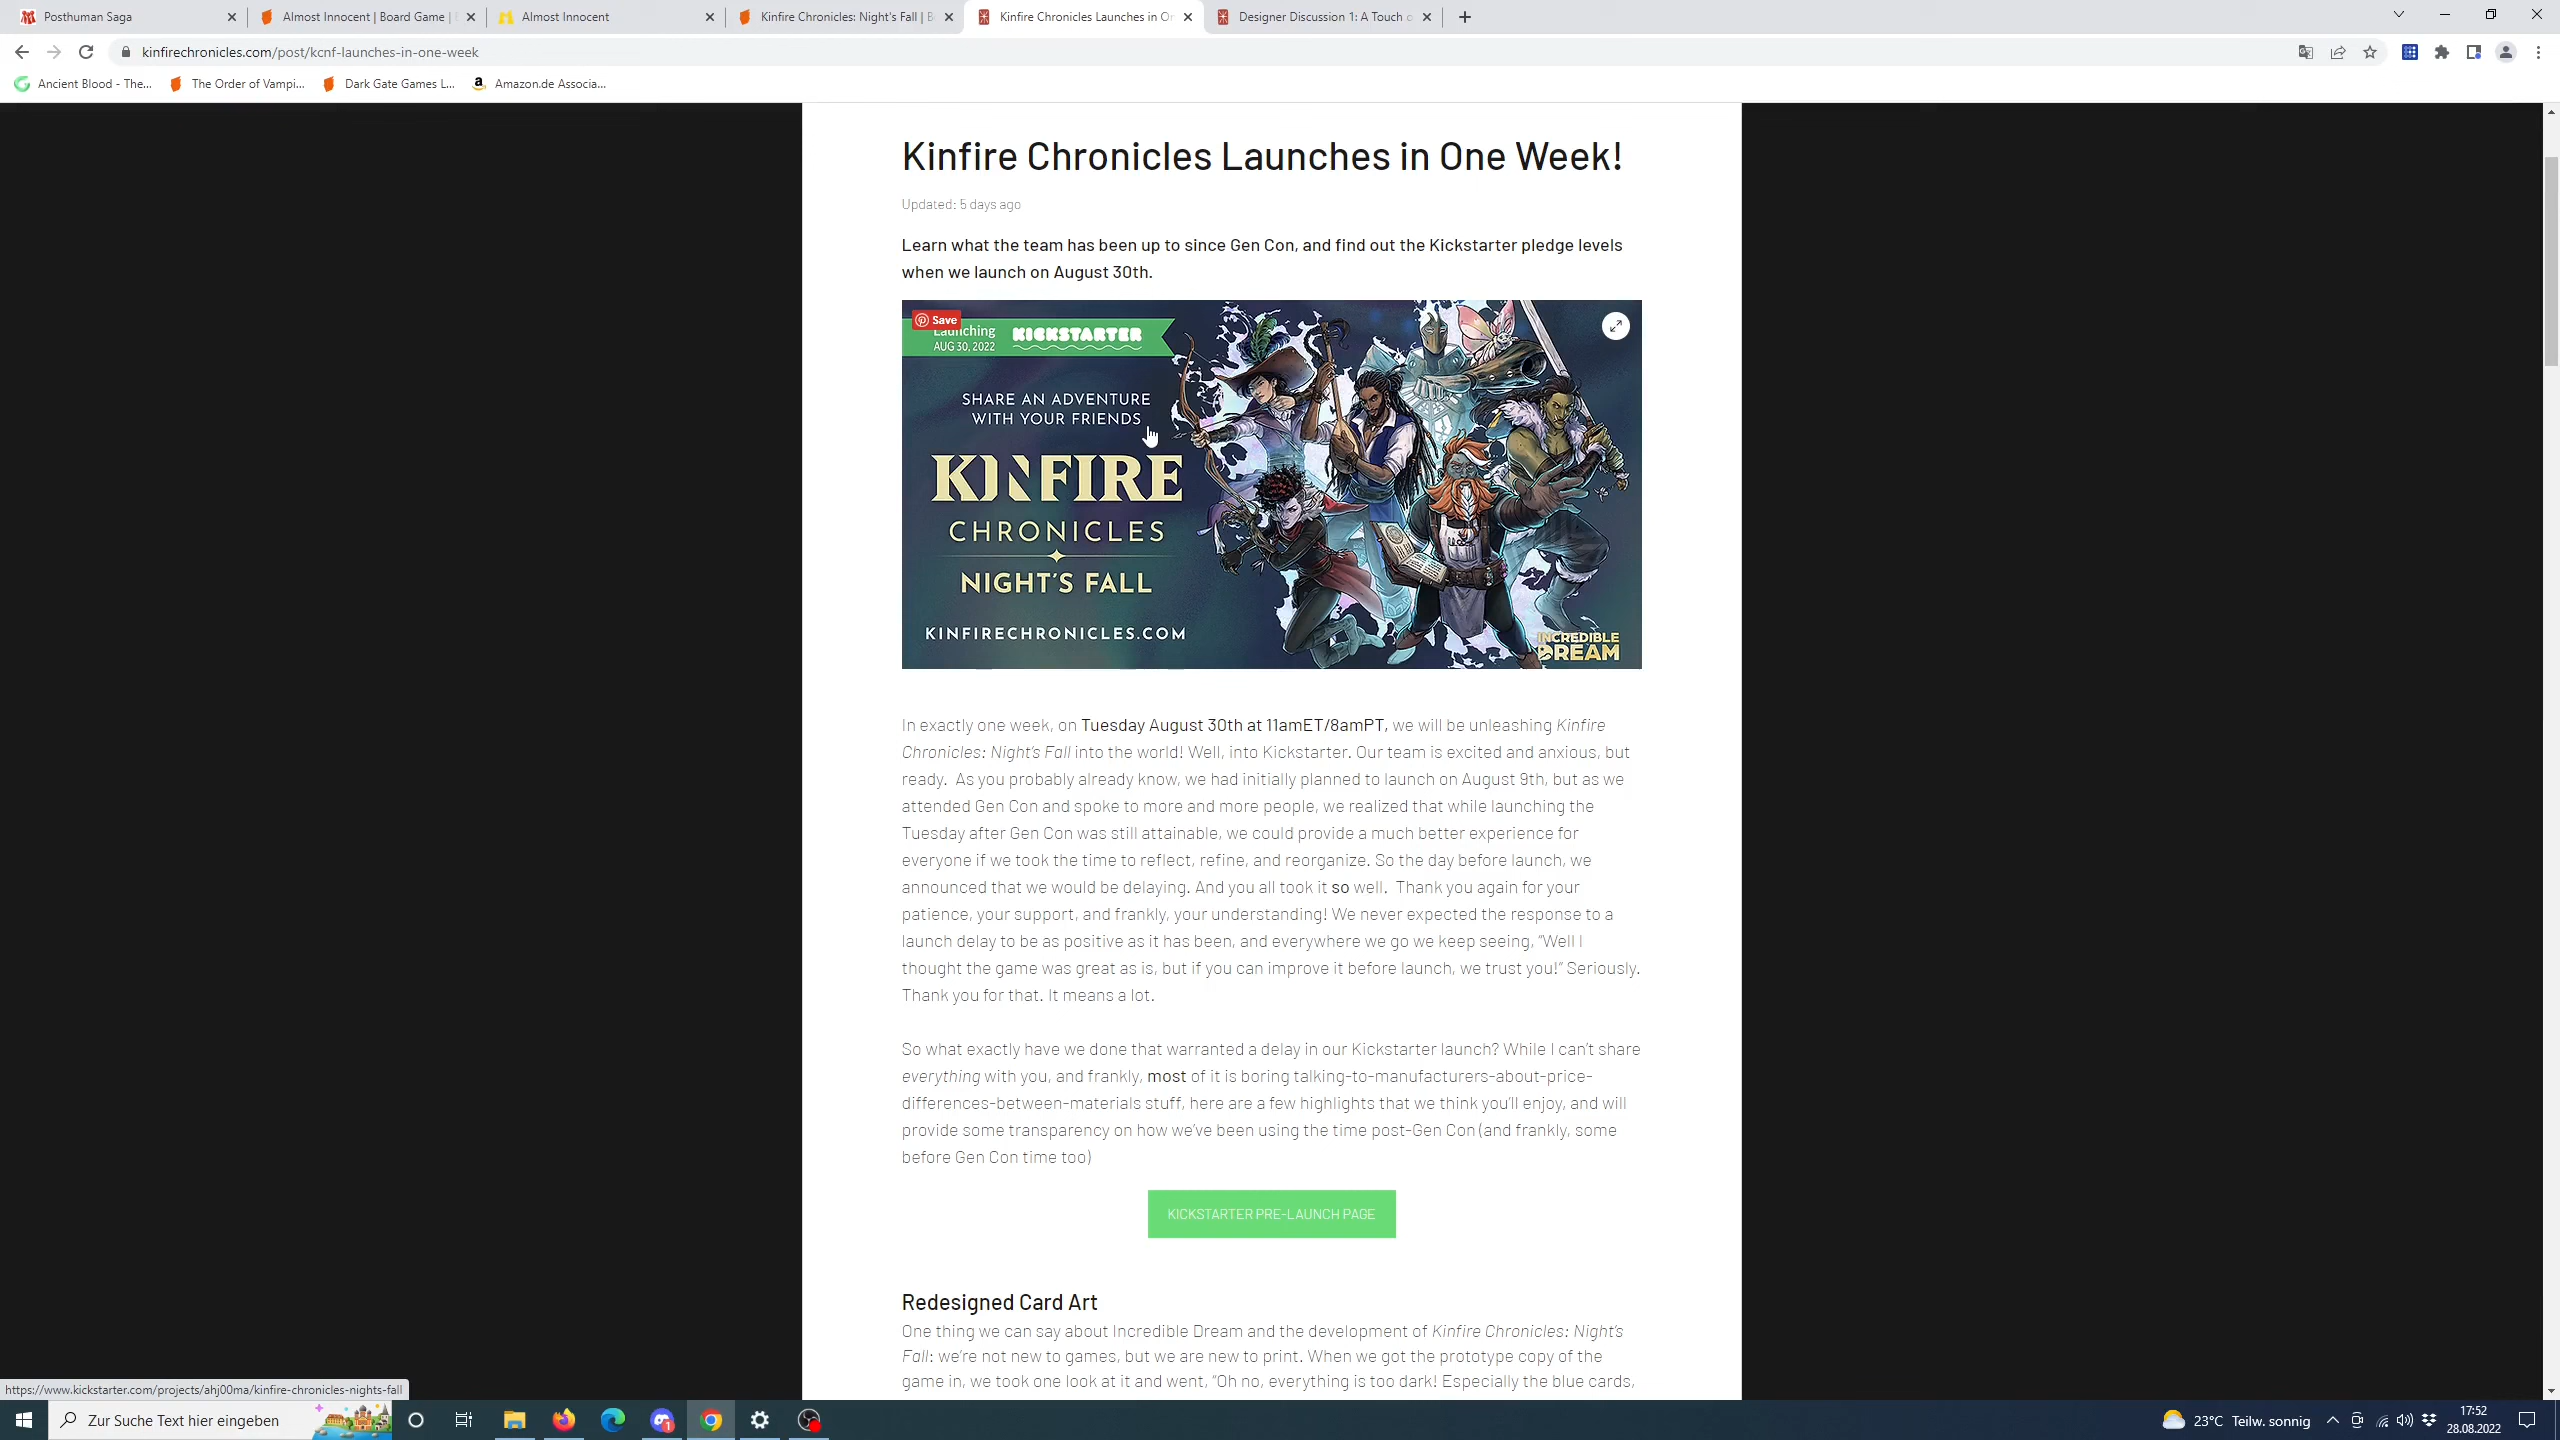 Posthuman Saga
Almost Innocent | Board Game |
Almost Innocent
Kinfire Chronicles: Night's Fall |
Kinfire Chronicles Launches in
Designer Discussion 1: A Touch
kinfirechronicles.com/post/kcnf-launches-in-one-week
Ancient Blood - The...
The Order of Vampi...
Dark Gate Games L...
Amazon.de Associa...
Kinfire Chronicles Launches in One Week!
Updated: 5 days ago
Learn what the team has been up to since Gen Con, and find out the Kickstarter pledge levels
when we launch on August 30th.
Save
Launching
AUG 30, 2022
KICKSTARTER
SHARE AN ADVENTURE
WITH YOUR FRIENDS
KINFIRE
CHRONICLES
NIGHT'S FALL
KINFIRECHRONICLES.COM
INCREDIBLE
DREAM
In exactly one week, on Tuesday August 30th at 11amET/8amPT, we will be unleashing Kinfire
Chronicles: Night's Fall into the world! Well, into Kickstarter. Our team is excited and anxious, but
ready. As you probably already know, we had initially planned to launch on August 9th, but as we
attended Gen Con and spoke to more and more people, we realized that while launching the
Tuesday after Gen Con was still attainable, we could provide a much better experience for
everyone if we took the time to reflect, refine, and reorganize. So the day before launch, we
announced that we would be delaying. And you all took it so well. Thank you again for your
patience, your support, and frankly, your understanding! We never expected the response to a
launch delay to be as positive as it has been, and everywhere we go we keep seeing, "Well I
thought the game was great as is, but if you can improve it before launch, we trust you!" Seriously.
Thank you for that. It means a lot.
So what exactly have we done that warranted a delay in our Kickstarter launch? While I can't share
everything with you, and frankly, most of it is boring talking-to-manufacturers-about-price-
differences-between-materials stuff, here are a few highlights that we think you'll enjoy, and will
provide some transparency on how we've been using the time post-Gen Con (and frankly, some
before Gen Con time too)
KICKSTARTER PRE-LAUNCH PAGE
Redesigned Card Art
One thing we can say about Incredible Dream and the development of Kinfire Chronicles: Night's
Fall: we're not new to games, but we are new to print. When we got the prototype copy of the
game in, we took one look at it and went, "Oh no, everything is too dark! Especially the blue cards,
https://www.kickstarter.com/projects/ahj00ma/kinfire-chronicles-nights-fall
Zur Suche Text hier eingeben
1
23°C Teilw. sonnig
17:52
28.08.2022